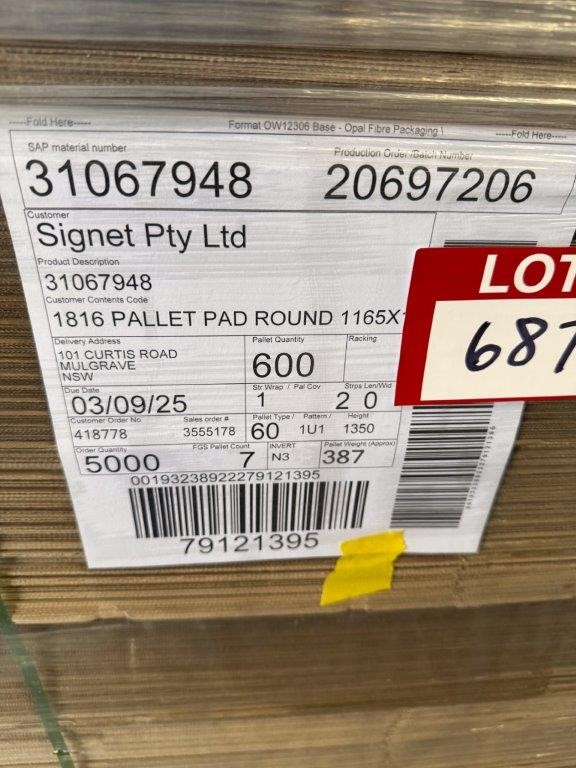 -----Fold Here-----
Format OW12306 Base - Opal Fibre Packaging \
-----Fold Here-----
SAP material number
Production Order /Batch Number
31067948
20697206
Customer
Signet Pty Ltd
Product Description
31067948
Customer Contents Code
1816 PALLET PAD ROUND 1165X
LOT
687
Delivery Address
101 CURTIS ROAD
MULGRAVE
NSW
Pallet Quantity
600
Racking
Due Date
03/09/25
Str Wrap / Pal Cov
1
Strps Len/Wid
2 0
Customer Order No.
418778
Sales order #
3555178
Pallet Type /
60
Pattern /
1U1
Height
1350
Order Quantity
5000
FGS Pallet Count
7
INVERT
N3
Pallet Weight (Approx)
387
00193238922279121395
79121395
00193238922279121395